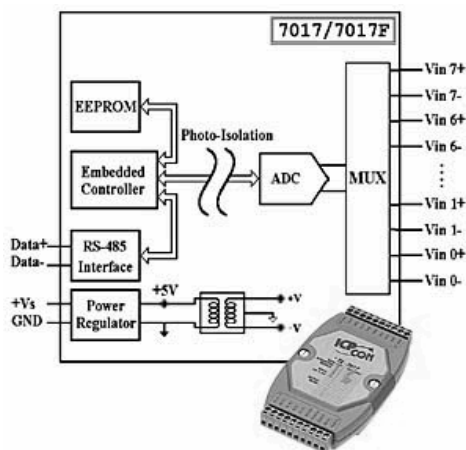 7017/7017F
EEPROM
Photo-Isolation
Embedded
Controller
ADC
MUX
Vin 7+
Vin 7-
Vin 6+
Vin 6-
Vin 1+
Vin 1-
Vin 0+
Vin 0-
Data+
Data-
RS-485
Interface
+Vs
GND
Power
Regulator
+5V
+V
-V
ICP
CON